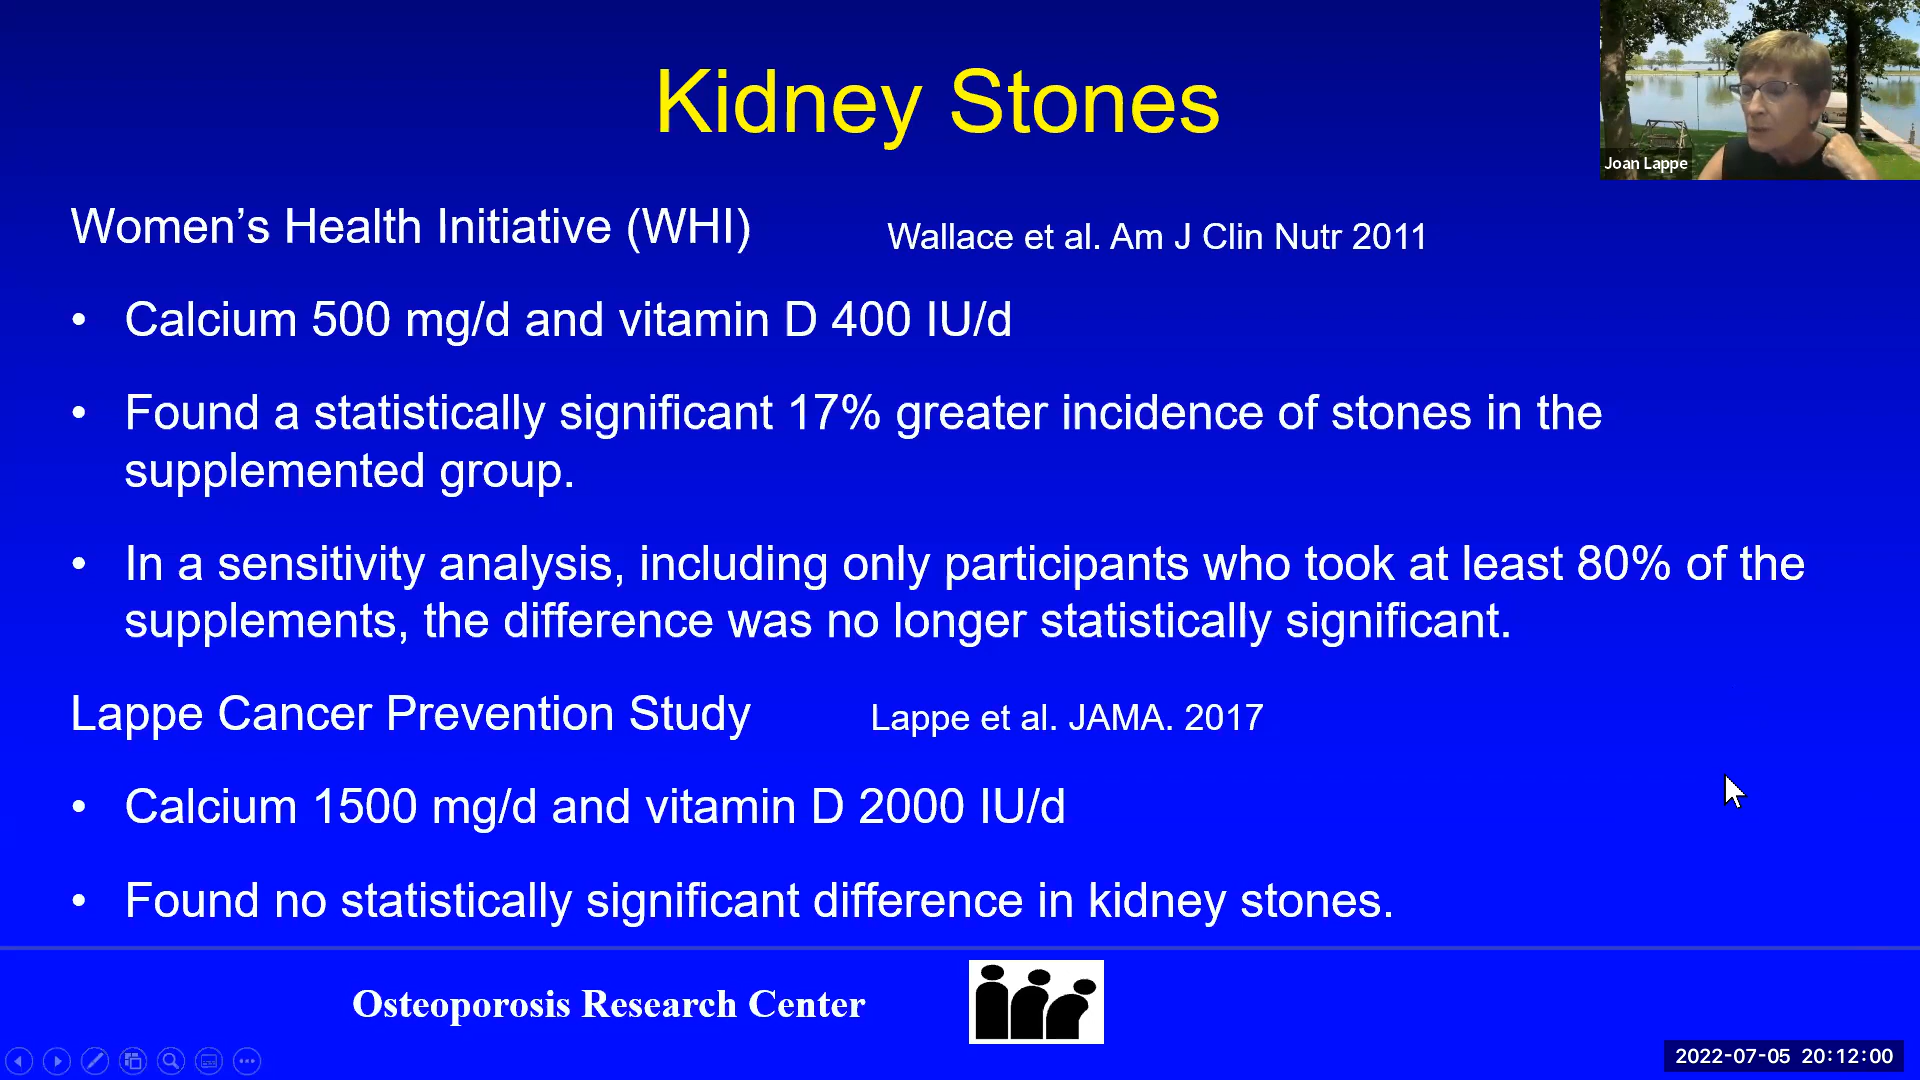 Kidney Stones
Joan Lappe
Women’s Health Initiative (WHI) Wallace et al. Am J Clin Nutr 2011
• Calcium 500 mg/d and vitamin D 400 IU/d
• Found a statistically significant 17% greater incidence of stones in the
supplemented group.
• In a sensitivity analysis, including only participants who took at least 80% of the
supplements, the difference was no longer statistically significant.
Lappe Cancer Prevention Study Lappe et al. JAMA. 2017
• Calcium 1500 mg/d and vitamin D 2000 IU/d
• Found no statistically significant difference in kidney stones.
Osteoporosis Research Center
2022-07-05 20:12:00